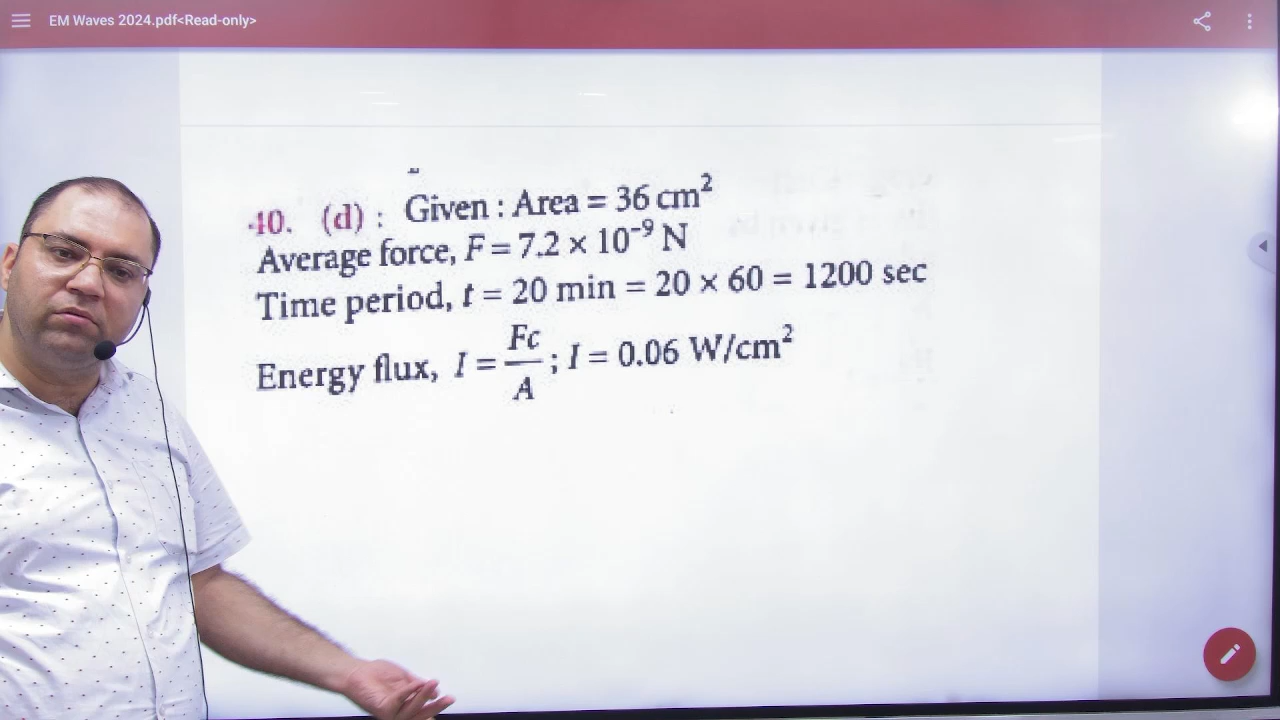 EM Waves 2024.pdf<Read-only>
40. (d) : Given : Area = 36 cm²
Average force, F = 7.2 × 10⁻⁹ N
Time period, t = 20 min = 20 × 60 = 1200 sec
Energy flux, I = Fc/A ; I = 0.06 W/cm²